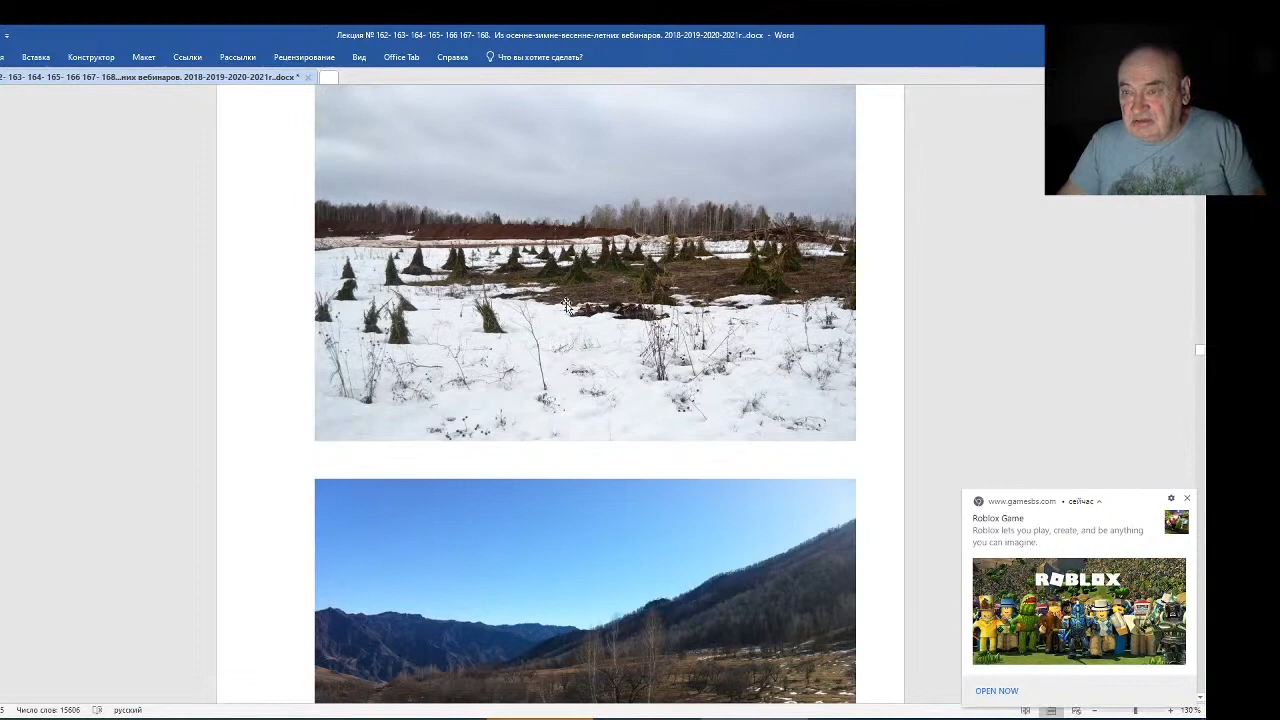 Лекция № 162- 163- 164- 165- 166 167- 168. Из осенне-зимне-весенне-летних вебинаров. 2018-2019-2020-2021г..docx - Word
Вставка Конструктор Макет Ссылки Рассылки Рецензирование Вид Office Tab Справка Что вы хотите сделать?
2- 163- 164- 165- 166 167- 168...них вебинаров. 2018-2019-2020-2021г..docx *
www.gamesbs.com • сейчас
Roblox Game
Roblox lets you play, create, and be anything
you can imagine.
ROBLOX
OPEN NOW
5 Число слов: 15606 русский 130%